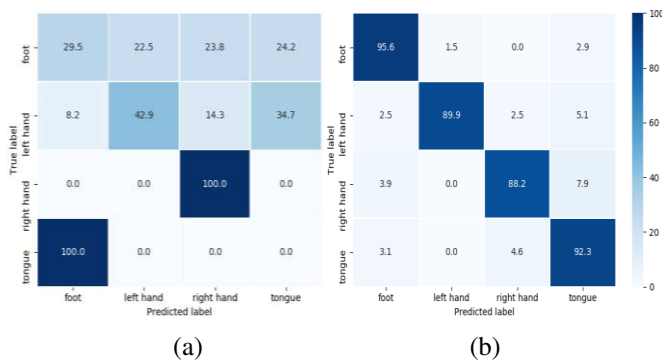 foot 29.5 22.5 23.8 24.2
left hand 8.2 42.9 14.3 34.7
right hand 0.0 100.0 0.0
tongue 100.0 0.0 0.0 0.0
True label
foot left hand right hand tongue
Predicted label
(a)
foot 95.6 1.5 0.0 2.9
left hand 2.5 89.9 2.5 5.1
right hand 3.9 0.0 88.2 7.9
tongue 3.1 0.0 4.6 92.3
True label
foot left hand right hand tongue
Predicted label
(b)
100
80
60
40
20
0